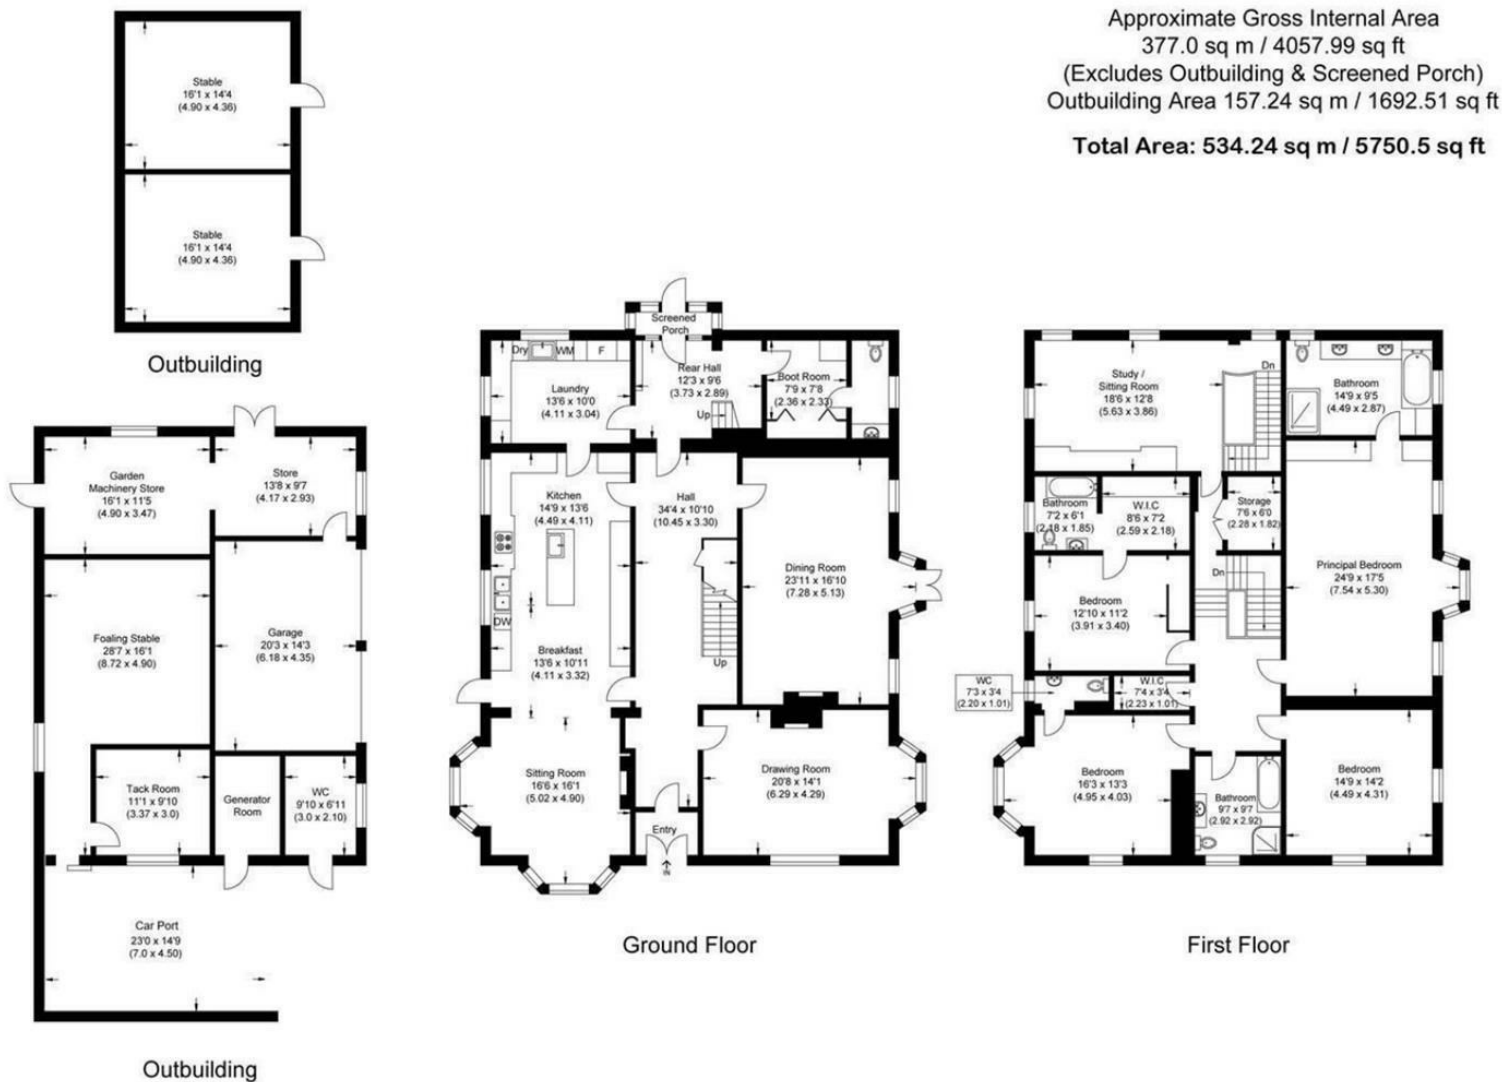 Approximate Gross Internal Area
377.0 sq m / 4057.99 sq ft
(Excludes Outbuilding & Screened Porch)
Outbuilding Area 157.24 sq m / 1692.51 sq ft
Total Area: 534.24 sq m / 5750.5 sq ft
Stable
16'1 x 14'4
(4.90 x 4.36)
Stable
16'1 x 14'4
(4.90 x 4.36)
Outbuilding
Garden
Machinery Store
16'1 x 11'5
(4.90 x 3.47)
Store
13'8 x 9'7
(4.17 x 2.93)
Foaling Stable
28'7 x 16'1
(8.72 x 4.90)
Garage
20'3 x 14'3
(6.18 x 4.35)
Tack Room
11'1 x 9'10
(3.37 x 3.0)
Generator
Room
WC
9'10 x 6'11
(3.0 x 2.10)
Car Port
23'0 x 14'9
(7.0 x 4.50)
Outbuilding
Screened
Porch
Dry
WM
F
Laundry
13'6 x 10'0
(4.11 x 3.04)
Rear Hall
12'3 x 9'6
(3.73 x 2.89)
Up
Boot Room
7'9 x 7'8
(2.36 x 2.33)
Kitchen
14'9 x 13'6
(4.49 x 4.11)
Hall
34'4 x 10'10
(10.45 x 3.30)
Dining Room
23'11 x 16'10
(7.28 x 5.13)
DW
Breakfast
13'6 x 10'11
(4.11 x 3.32)
Up
Sitting Room
16'6 x 16'1
(5.02 x 4.90)
Drawing Room
20'8 x 14'1
(6.29 x 4.29)
Entry
IN
Ground Floor
Study /
Sitting Room
18'6 x 12'8
(5.63 x 3.86)
Dn
Bathroom
14'9 x 9'5
(4.49 x 2.87)
Bathroom
7'2 x 6'1
(2.18 x 1.85)
W.I.C
8'6 x 7'2
(2.59 x 2.18)
Storage
7'6 x 6'0
(2.28 x 1.82)
Principal Bedroom
24'9 x 17'5
(7.54 x 5.30)
Dn
Bedroom
12'10 x 11'2
(3.91 x 3.40)
WC
7'3 x 3'4
(2.20 x 1.01)
W.I.C
7'4 x 3'4
(2.23 x 1.01)
Bedroom
16'3 x 13'3
(4.95 x 4.03)
Bathroom
9'7 x 9'7
(2.92 x 2.92)
Bedroom
14'9 x 14'2
(4.49 x 4.31)
First Floor